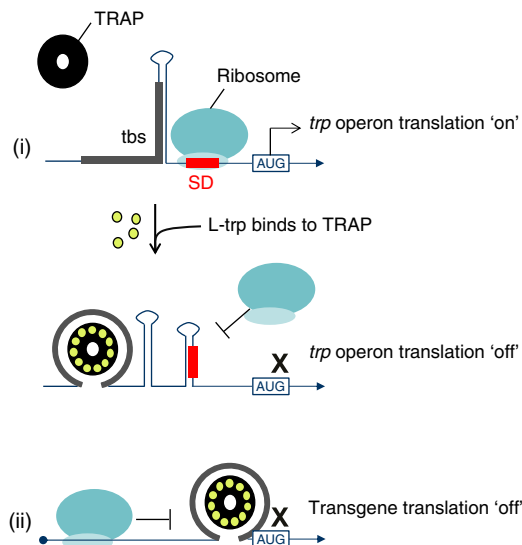 TRAP
Ribosome
trp operon translation ‘on’
tbs
(i)
AUG
SD
L-trp binds to TRAP
X
trp operon translation ‘off’
AUG
X
Transgene translation ‘off’
(ii)
AUG